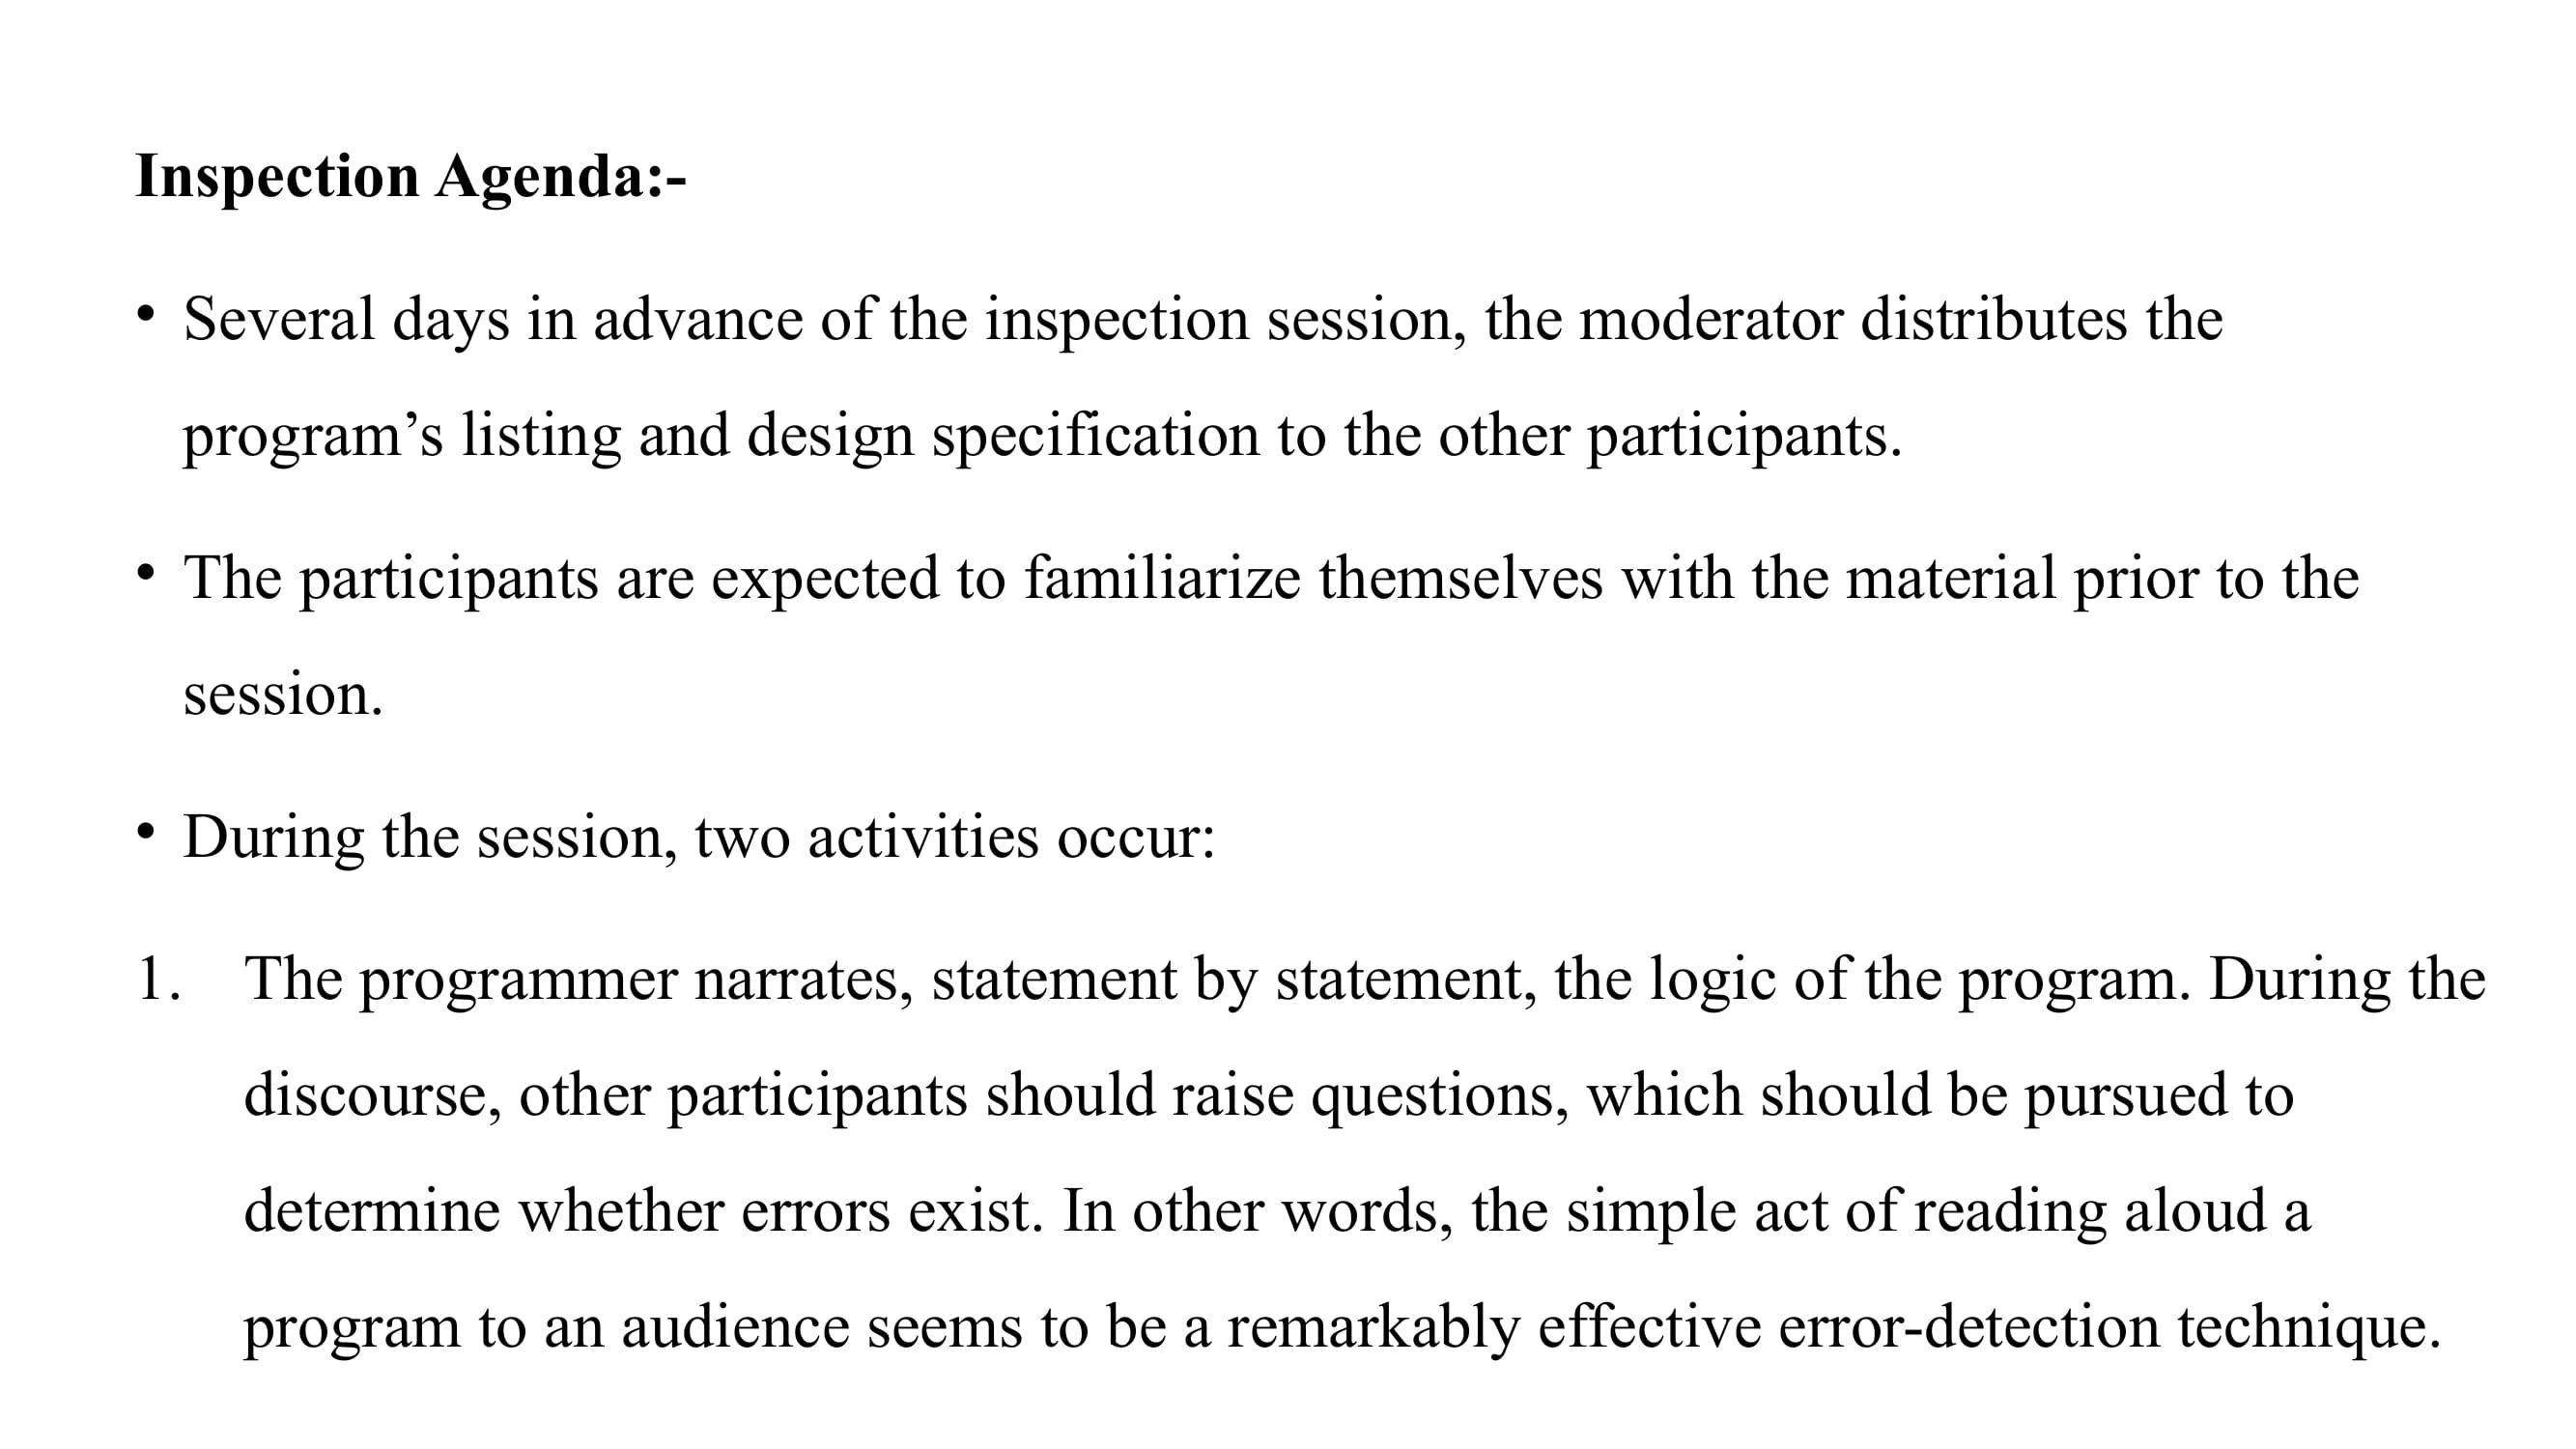 Inspection Agenda:-
• Several days in advance of the inspection session, the moderator distributes the
program’s listing and design specification to the other participants.
• The participants are expected to familiarize themselves with the material prior to the
session.
• During the session, two activities occur:
1. The programmer narrates, statement by statement, the logic of the program. During the
discourse, other participants should raise questions, which should be pursued to
determine whether errors exist. In other words, the simple act of reading aloud a
program to an audience seems to be a remarkably effective error-detection technique.